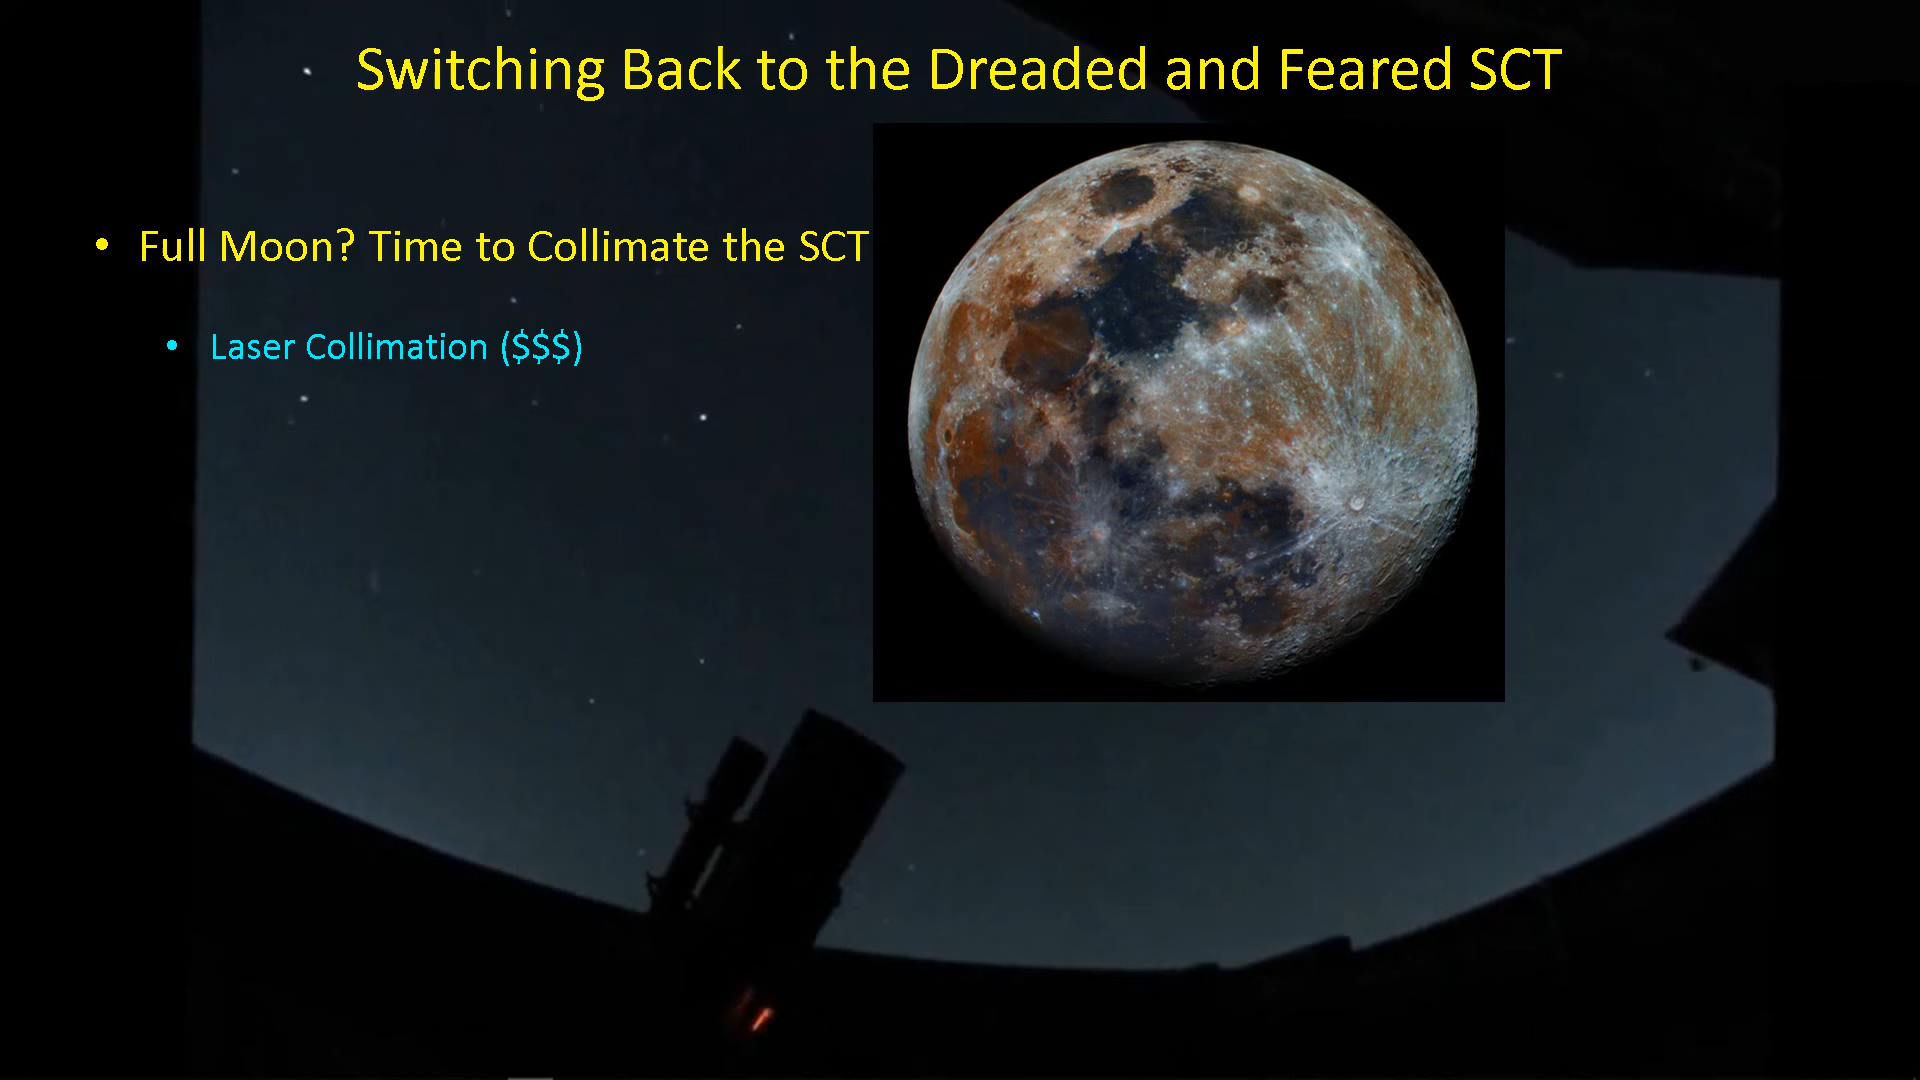 Switching Back to the Dreaded and Feared SCT
• Full Moon? Time to Collimate the SCT
• Laser Collimation ($$$)